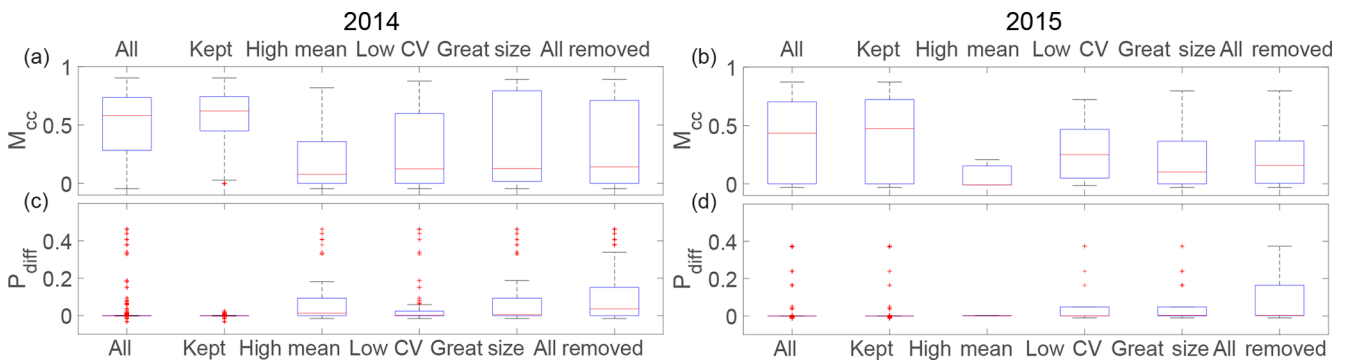 2014
2015
(a) All Kept High mean Low CV Great size All removed
(b) All Kept High mean Low CV Great size All removed
1
0.5
0
M_cc
1
0.5
0
M_cc
(c)
0.4
0.2
0
P_diff
(d)
0.4
0.2
0
P_diff
All Kept High mean Low CV Great size All removed
All Kept High mean Low CV Great size All removed